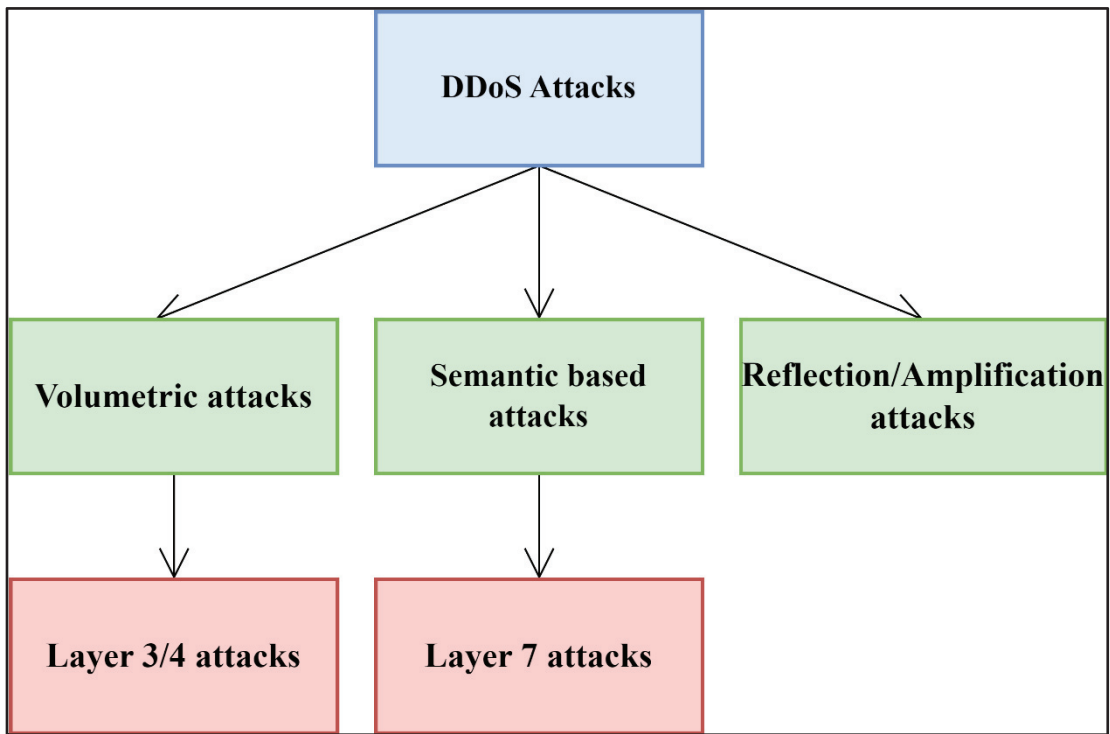 DDoS Attacks
Volumetric attacks
Semantic based
attacks
Reflection/Amplification
attacks
Layer 3/4 attacks
Layer 7 attacks